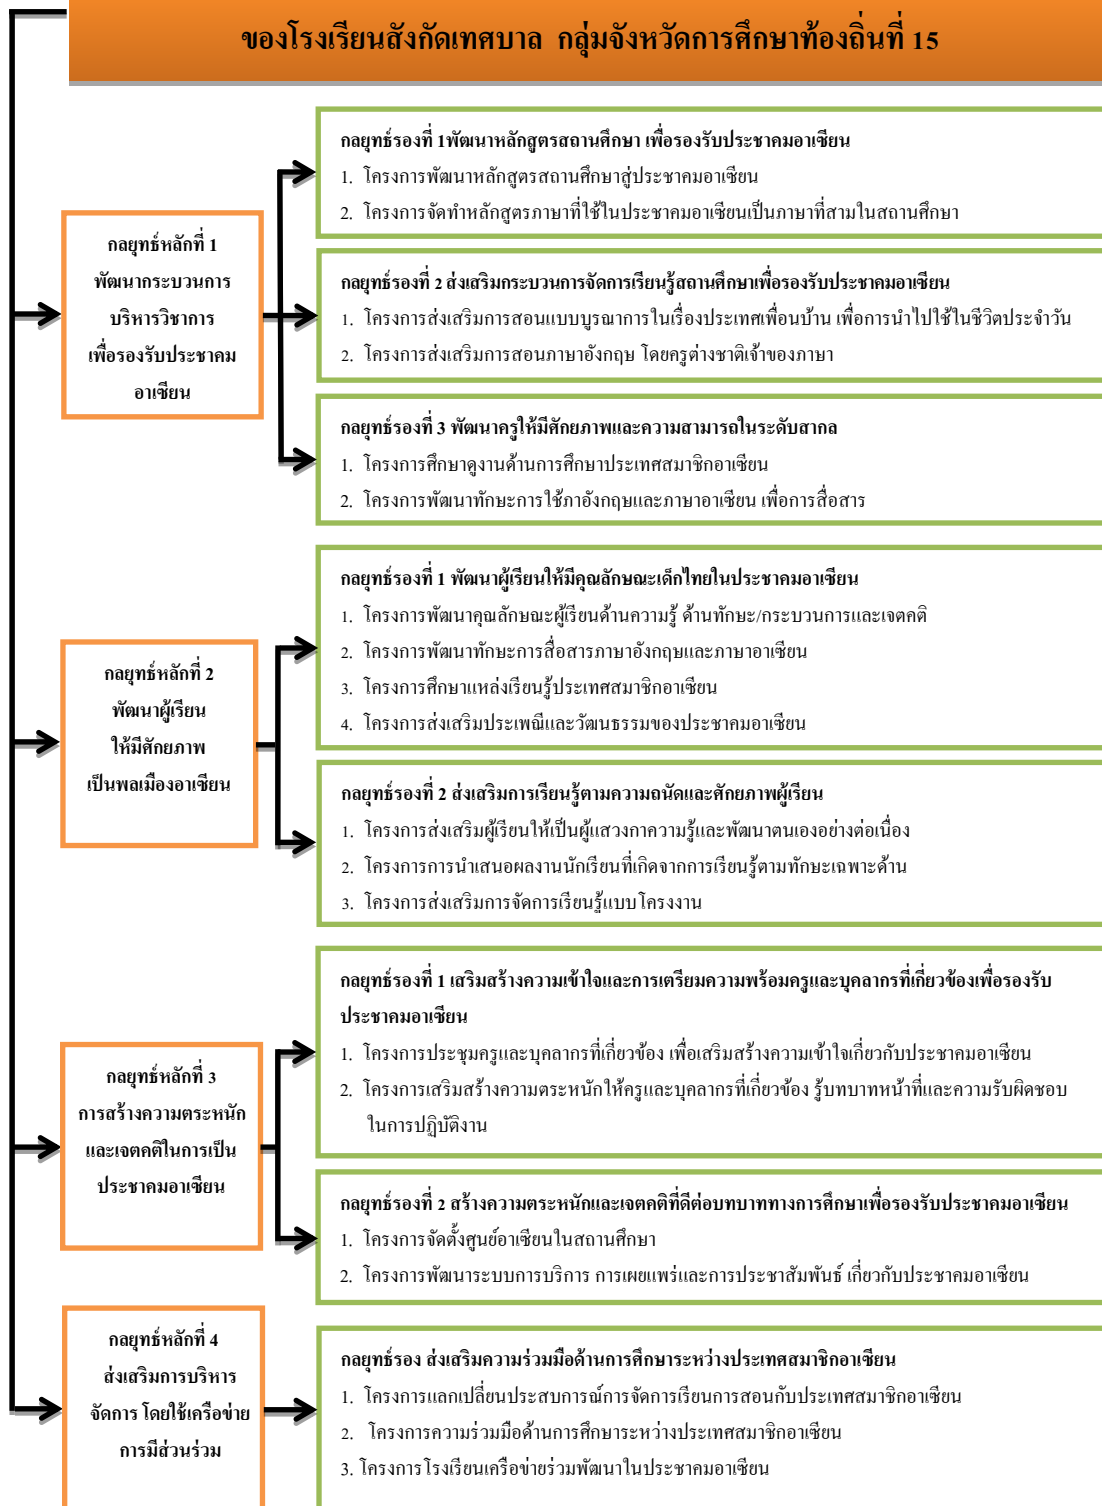 ของโรงเรียนสังกัดเทศบาล กลุ่มจังหวัดการศึกษาท้องถิ่นที่ 15
กลยุทธ์หลักที่ 1
พัฒนากระบวนการ
บริหารวิชาการ
เพื่อรองรับประชาคม
อาเซียน
กลยุทธ์รองที่ 1พัฒนาหลักสูตรสถานศึกษา เพื่อรองรับประชาคมอาเซียน
1. โครงการพัฒนาหลักสูตรสถานศึกษาสู่ประชาคมอาเซียน
2. โครงการจัดทำหลักสูตรภาษาที่ใช้ในประชาคมอาเซียนเป็นภาษาที่สามในสถานศึกษา
กลยุทธ์รองที่ 2 ส่งเสริมกระบวนการจัดการเรียนรู้สถานศึกษาเพื่อรองรับประชาคมอาเซียน
1. โครงการส่งเสริมการสอนแบบบูรณาการในเรื่องประเทศเพื่อนบ้าน เพื่อการนำไปใช้ในชีวิตประจำวัน
2. โครงการส่งเสริมการสอนภาษาอังกฤษ โดยครูต่างชาติเจ้าของภาษา
กลยุทธ์รองที่ 3 พัฒนาครูให้มีศักยภาพและความสามารถในระดับสากล
1. โครงการศึกษาดูงานด้านการศึกษาประเทศสมาชิกอาเซียน
2. โครงการพัฒนาทักษะการใช้ภาอังกฤษและภาษาอาเซียน เพื่อการสื่อสาร
กลยุทธ์หลักที่ 2
พัฒนาผู้เรียน
ให้มีศักยภาพ
เป็นพลเมืองอาเซียน
กลยุทธ์รองที่ 1 พัฒนาผู้เรียนให้มีคุณลักษณะเด็กไทยในประชาคมอาเซียน
1. โครงการพัฒนาคุณลักษณะผู้เรียนด้านความรู้ ด้านทักษะ/กระบวนการและเจตคติ
2. โครงการพัฒนาทักษะการสื่อสารภาษาอังกฤษและภาษาอาเซียน
3. โครงการศึกษาแหล่งเรียนรู้ประเทศสมาชิกอาเซียน
4. โครงการส่งเสริมประเพณีและวัฒนธรรมของประชาคมอาเซียน
กลยุทธ์รองที่ 2 ส่งเสริมการเรียนรู้ตามความถนัดและศักยภาพผู้เรียน
1. โครงการส่งเสริมผู้เรียนให้เป็นผู้แสวงกาความรู้และพัฒนาตนเองอย่างต่อเนื่อง
2. โครงการการนำเสนอผลงานนักเรียนที่เกิดจากการเรียนรู้ตามทักษะเฉพาะด้าน
3. โครงการส่งเสริมการจัดการเรียนรู้แบบโครงงาน
กลยุทธ์หลักที่ 3
การสร้างความตระหนัก
และเจตคติในการเป็น
ประชาคมอาเซียน
กลยุทธ์รองที่ 1 เสริมสร้างความเข้าใจและการเตรียมความพร้อมครูและบุคลากรที่เกี่ยวข้องเพื่อรองรับ
ประชาคมอาเซียน
1. โครงการประชุมครูและบุคลากรที่เกี่ยวข้อง เพื่อเสริมสร้างความเข้าใจเกี่ยวกับประชาคมอาเซียน
2. โครงการเสริมสร้างความตระหนักให้ครูและบุคลากรที่เกี่ยวข้อง รู้บทบาทหน้าที่และความรับผิดชอบ
ในการปฏิบัติงาน
กลยุทธ์รองที่ 2 สร้างความตระหนักและเจตคติที่ดีต่อบทบาททางการศึกษาเพื่อรองรับประชาคมอาเซียน
1. โครงการจัดตั้งศูนย์อาเซียนในสถานศึกษา
2. โครงการพัฒนาระบบการบริการ การเผยแพร่และการประชาสัมพันธ์ เกี่ยวกับประชาคมอาเซียน
กลยุทธ์หลักที่ 4
ส่งเสริมการบริหาร
จัดการ โดยใช้เครือข่าย
การมีส่วนร่วม
กลยุทธ์รอง ส่งเสริมความร่วมมือด้านการศึกษาระหว่างประเทศสมาชิกอาเซียน
1. โครงการแลกเปลี่ยนประสบการณ์การจัดการเรียนการสอนกับประเทศสมาชิกอาเซียน
2. โครงการความร่วมมือด้านการศึกษาระหว่างประเทศสมาชิกอาเซียน
3. โครงการโรงเรียนเครือข่ายร่วมพัฒนาในประชาคมอาเซียน